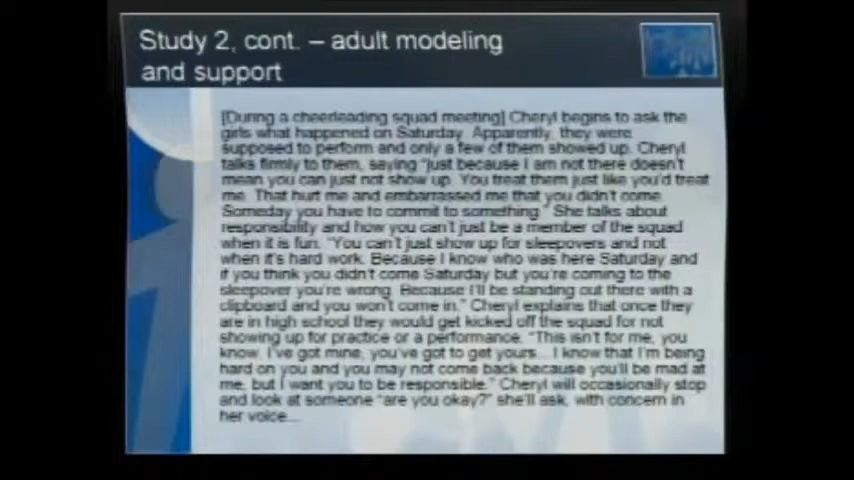 Study 2, cont. – adult modeling
and support
[During a cheerleading squad meeting] Cheryl begins to ask the
girls what happened on Saturday. Apparently, they were
supposed to perform and only a few of them showed up. Cheryl
talks firmly to them, saying "just because I am not there doesn't
mean you can just not show up. You treat them just like you'd treat
me. That hurt me and embarrassed me that you didn't come.
Someday you have to commit to something." She talks about
responsibility and how you can't just be a member of the squad
when it is fun. "You can't just show up for sleepovers and not
when it's hard work. Because I know who was here Saturday and
if you think you didn't come Saturday but you're coming to the
sleepover you're wrong. Because I'll be standing out there with a
clipboard and you won't come in." Cheryl explains that once they
are in high school they would get kicked off the squad for not
showing up for practice or a performance. "This isn't for me, you
know. I've got mine, you've got to get yours... I know that I'm being
hard on you and you may not come back because you'll be mad at
me, but I want you to be responsible." Cheryl will occasionally stop
and look at someone "are you okay?" she'll ask, with concern in
her voice...